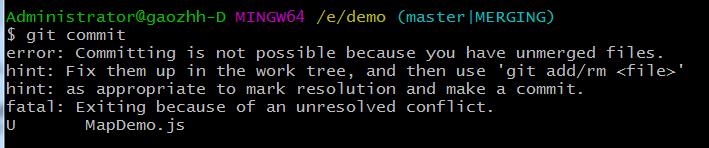 Administrator@gaozhh-D MINGW64 /e/demo (master|MERGING)
$ git commit
error: Committing is not possible because you have unmerged files.
hint: Fix them up in the work tree, and then use 'git add/rm <file>'
hint: as appropriate to mark resolution and make a commit.
fatal: Exiting because of an unresolved conflict.
U       MapDemo.js